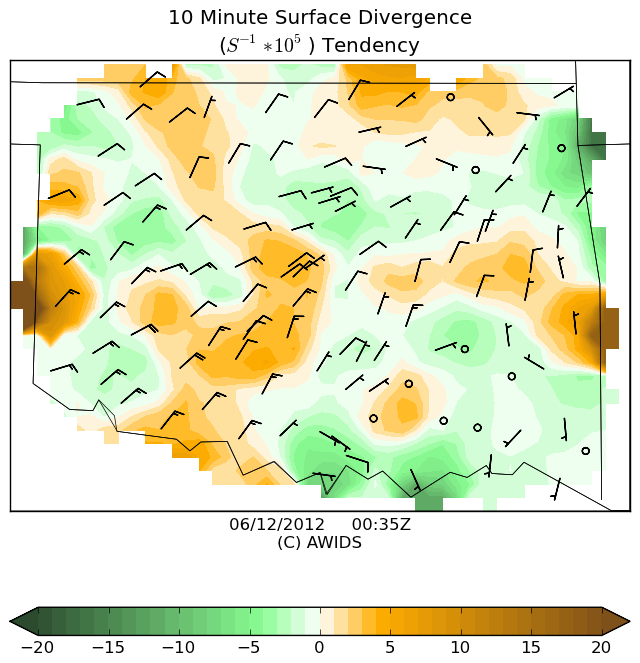 10 Minute Surface Divergence
(S⁻¹ * 10⁵ ) Tendency
06/12/2012 00:35Z
(C) AWIDS
−20 −15 −10 −5 0 5 10 15 20